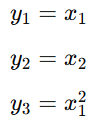 y₁ = x₁
y₂ = x₂
y₃ = x₁²